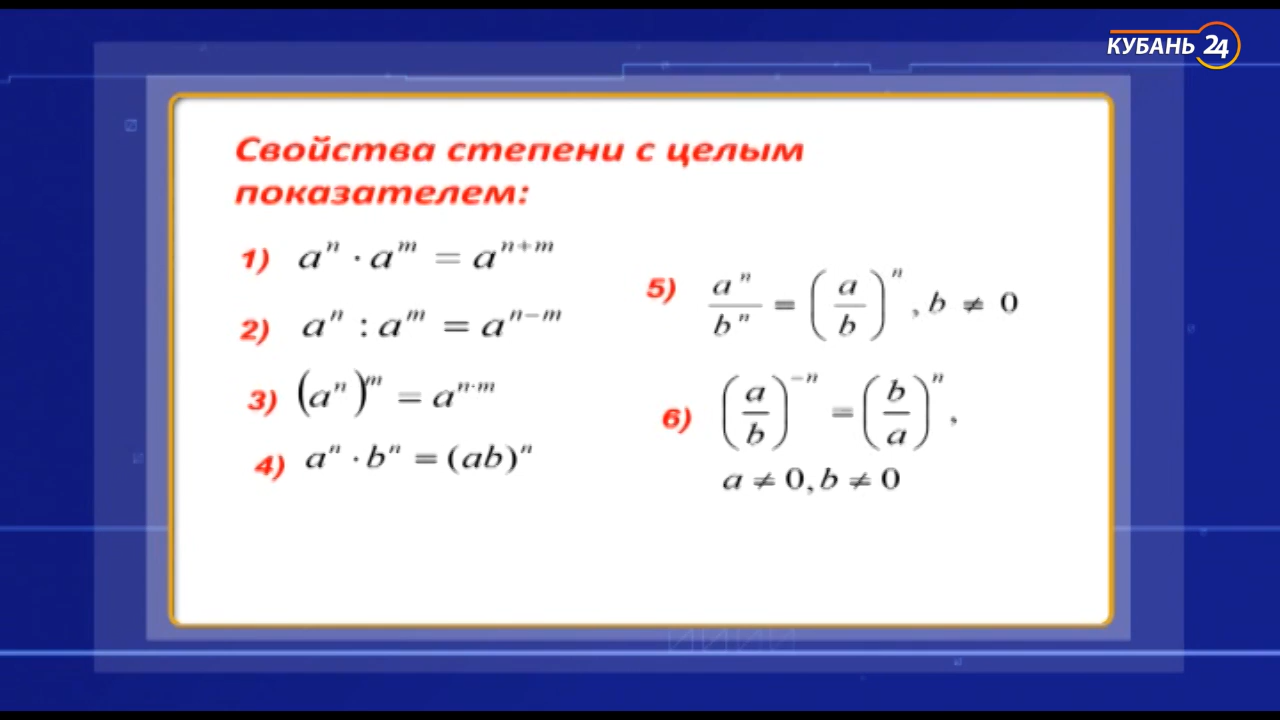 КУБАНЬ 24
Свойства степени с целым
показателем:
1) aⁿ · aᵐ = aⁿ⁺ᵐ
2) aⁿ : aᵐ = aⁿ⁻ᵐ
3) (aⁿ)ᵐ = aⁿ·ᵐ
4) aⁿ · bⁿ = (ab)ⁿ
5) aⁿ/bⁿ = (a/b)ⁿ, b ≠ 0
6) (a/b)⁻ⁿ = (b/a)ⁿ,
a ≠ 0, b ≠ 0